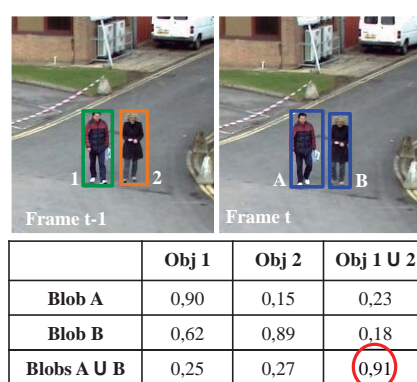 1 2
Frame t-1
A B
Frame t
Obj 1 Obj 2 Obj 1 U 2
Blob A 0,90 0,15 0,23
Blob B 0,62 0,89 0,18
Blobs A U B 0,25 0,27 0,91